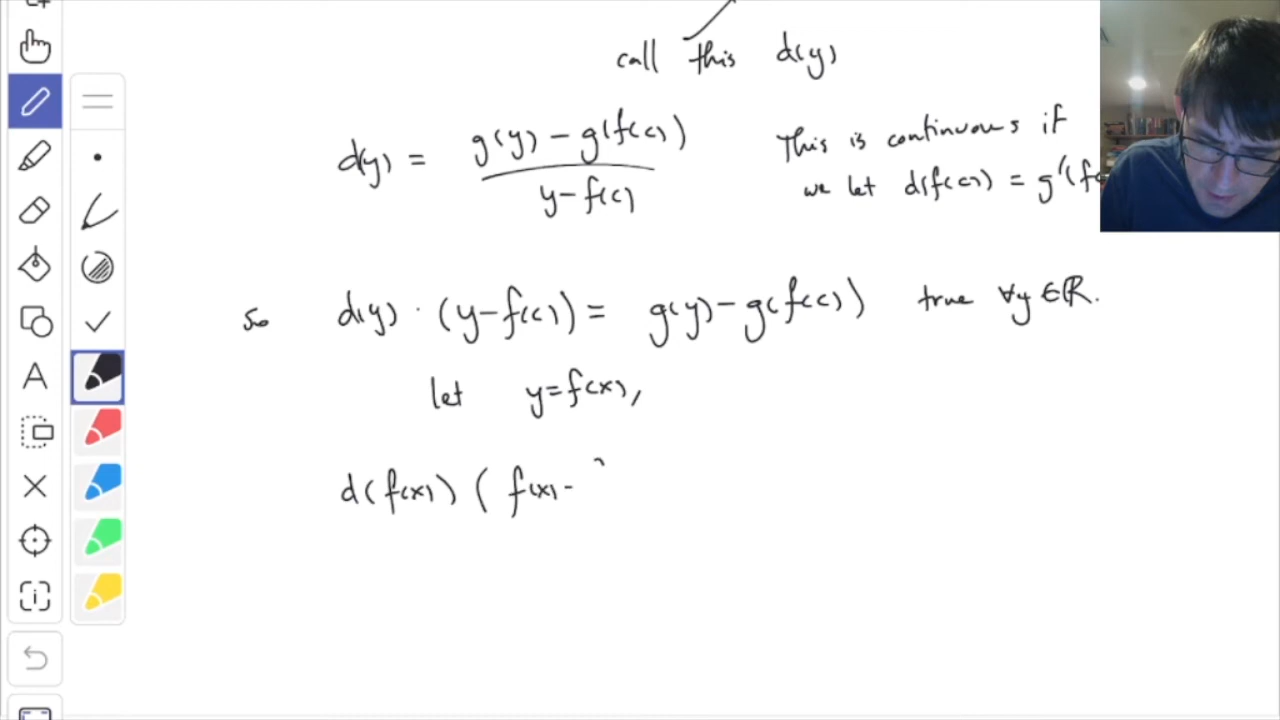 call this d(y)
d(y) = g(y) - g(f(c)) / y - f(c)
This is continuous if
we let d(f(c)) = g'(f
so d(y) · (y - f(c)) = g(y) - g(f(c)) true ∀y ∈ ℝ.
let y = f(x),
d(f(x)) ( f(x) -